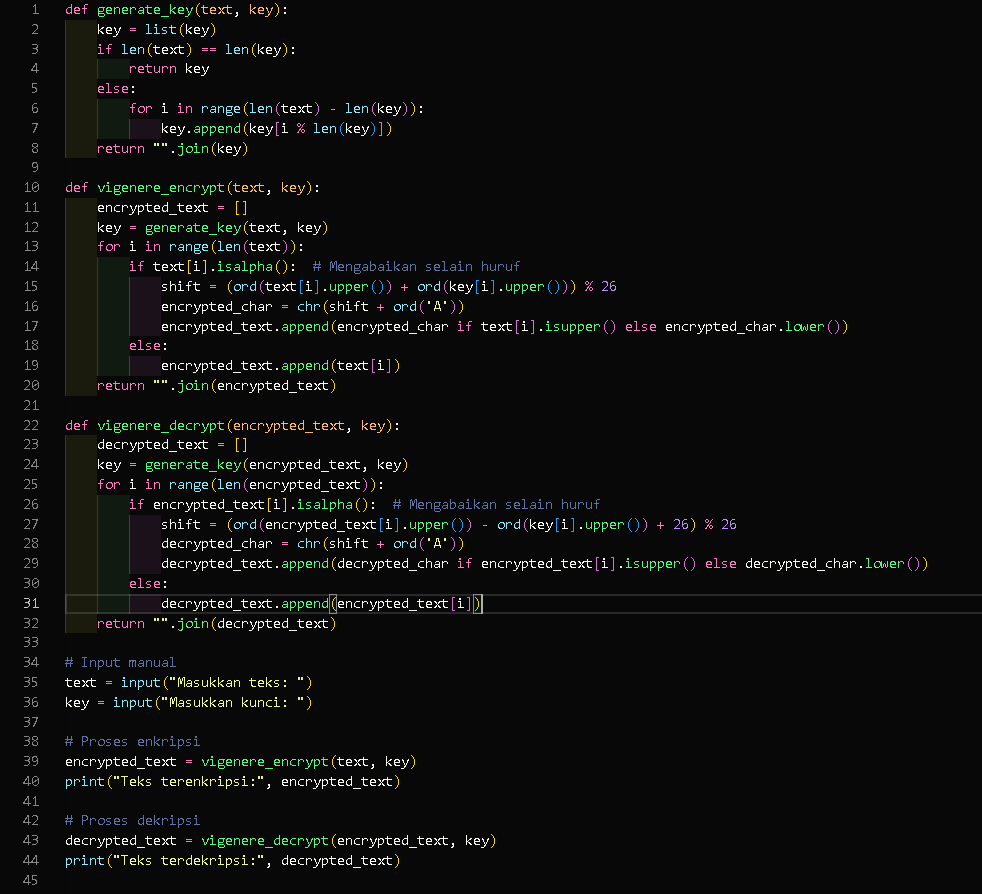 1 def generate_key(text, key):
2     key = list(key)
3     if len(text) == len(key):
4         return key
5     else:
6         for i in range(len(text) - len(key)):
7             key.append(key[i % len(key)])
8     return "".join(key)
9
10 def vigenere_encrypt(text, key):
11     encrypted_text = []
12     key = generate_key(text, key)
13     for i in range(len(text)):
14         if text[i].isalpha():  # Mengabaikan selain huruf
15             shift = (ord(text[i].upper()) + ord(key[i].upper())) % 26
16             encrypted_char = chr(shift + ord('A'))
17             encrypted_text.append(encrypted_char if text[i].isupper() else encrypted_char.lower())
18         else:
19             encrypted_text.append(text[i])
20     return "".join(encrypted_text)
21
22 def vigenere_decrypt(encrypted_text, key):
23     decrypted_text = []
24     key = generate_key(encrypted_text, key)
25     for i in range(len(encrypted_text)):
26         if encrypted_text[i].isalpha():  # Mengabaikan selain huruf
27             shift = (ord(encrypted_text[i].upper()) - ord(key[i].upper()) + 26) % 26
28             decrypted_char = chr(shift + ord('A'))
29             decrypted_text.append(decrypted_char if encrypted_text[i].isupper() else decrypted_char.lower())
30         else:
31             decrypted_text.append(encrypted_text[i])
32     return "".join(decrypted_text)
33
34 # Input manual
35 text = input("Masukkan teks: ")
36 key = input("Masukkan kunci: ")
37
38 # Proses enkripsi
39 encrypted_text = vigenere_encrypt(text, key)
40 print("Teks terenkripsi:", encrypted_text)
41
42 # Proses dekripsi
43 decrypted_text = vigenere_decrypt(encrypted_text, key)
44 print("Teks terdekripsi:", decrypted_text)
45